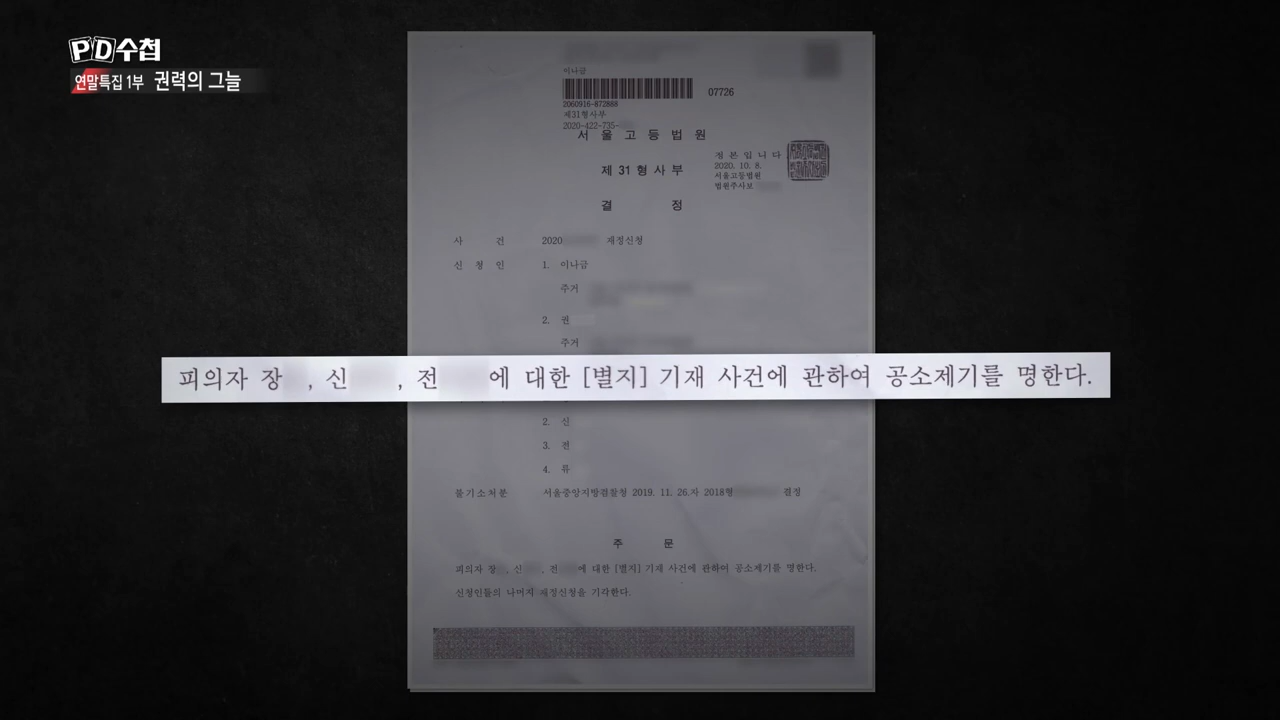 PD수첩
연말특집 1부 권력의 그늘
이나금
07726
2060916-872868
제31형사부
2020-422-735-
서 울 고 등 법 원
정 본 입 니 다
2020. 10. 8.
서울고등법원
법원주사보
제 31 형 사 부
결 정
사 건 2020 재정신청
신 청 인 1. 이나금
주거
2. 권
주거
피의자 장 , 신 , 전 에 대한 [별지] 기재 사건에 관하여 공소제기를 명한다.
2. 신
3. 전
4. 류
불기소처분 서울중앙지방검찰청 2019. 11. 26.자 2018형 결정
주 문
피의자 장 , 신 , 전 에 대한 [별지] 기재 사건에 관하여 공소제기를 명한다.
신청인들의 나머지 재정신청을 기각한다.